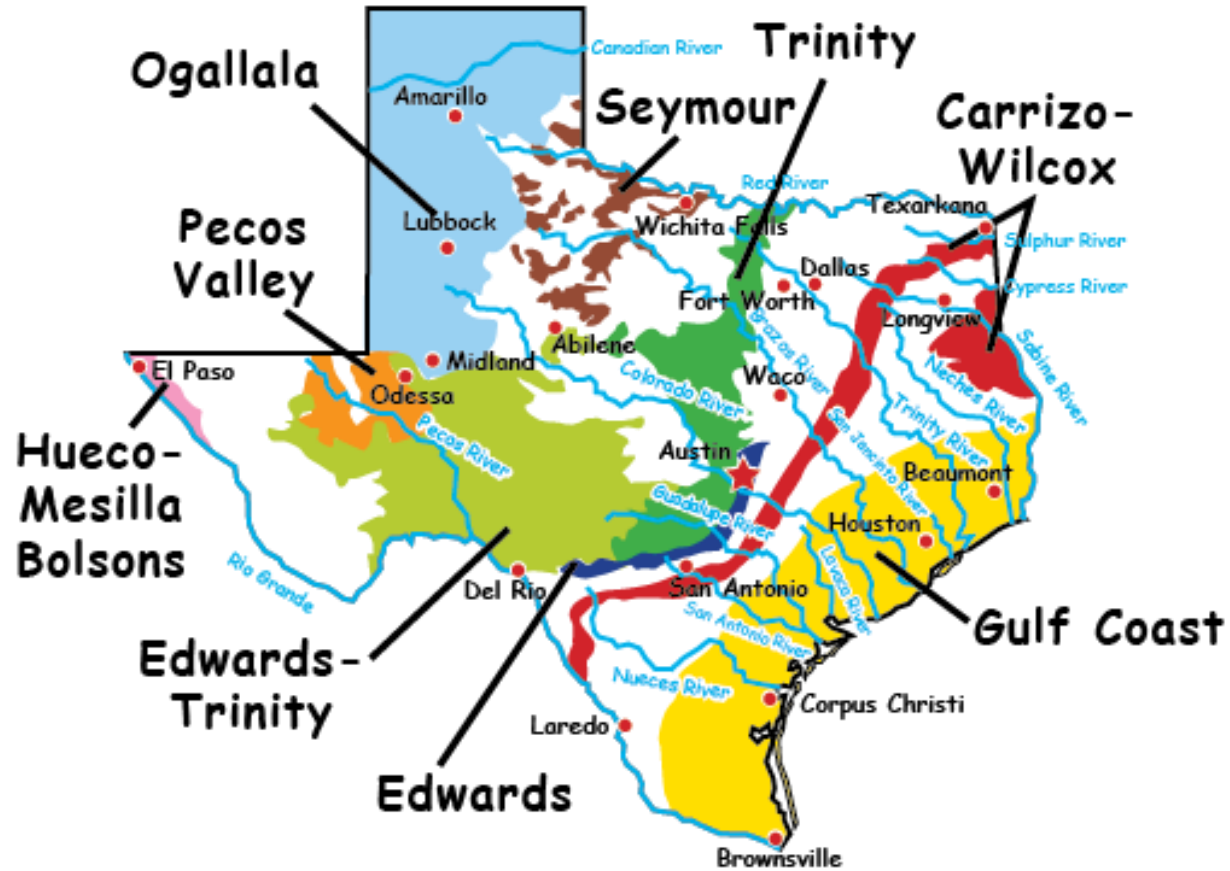 Trinity
Canadian River
Ogallala
Amarillo
Seymour
Carrizo-
Wilcox
Red River
Texarkana
Pecos
Valley
Lubbock
Wichita Falls
Sulphur River
Dallas
Cypress River
Fort Worth
Longview
Brazos River
Sabine River
Abilene
Midland
El Paso
Colorado River
Waco
Neches River
Odessa
Trinity River
San Jacinto River
Pecos River
Austin
Beaumont
Hueco-
Mesilla
Bolsons
Guadalupe River
Houston
Rio Grande
Del Rio
San Antonio
Lavaca River
San Antonio River
Gulf Coast
Edwards-
Trinity
Nueces River
Corpus Christi
Laredo
Edwards
Brownsville